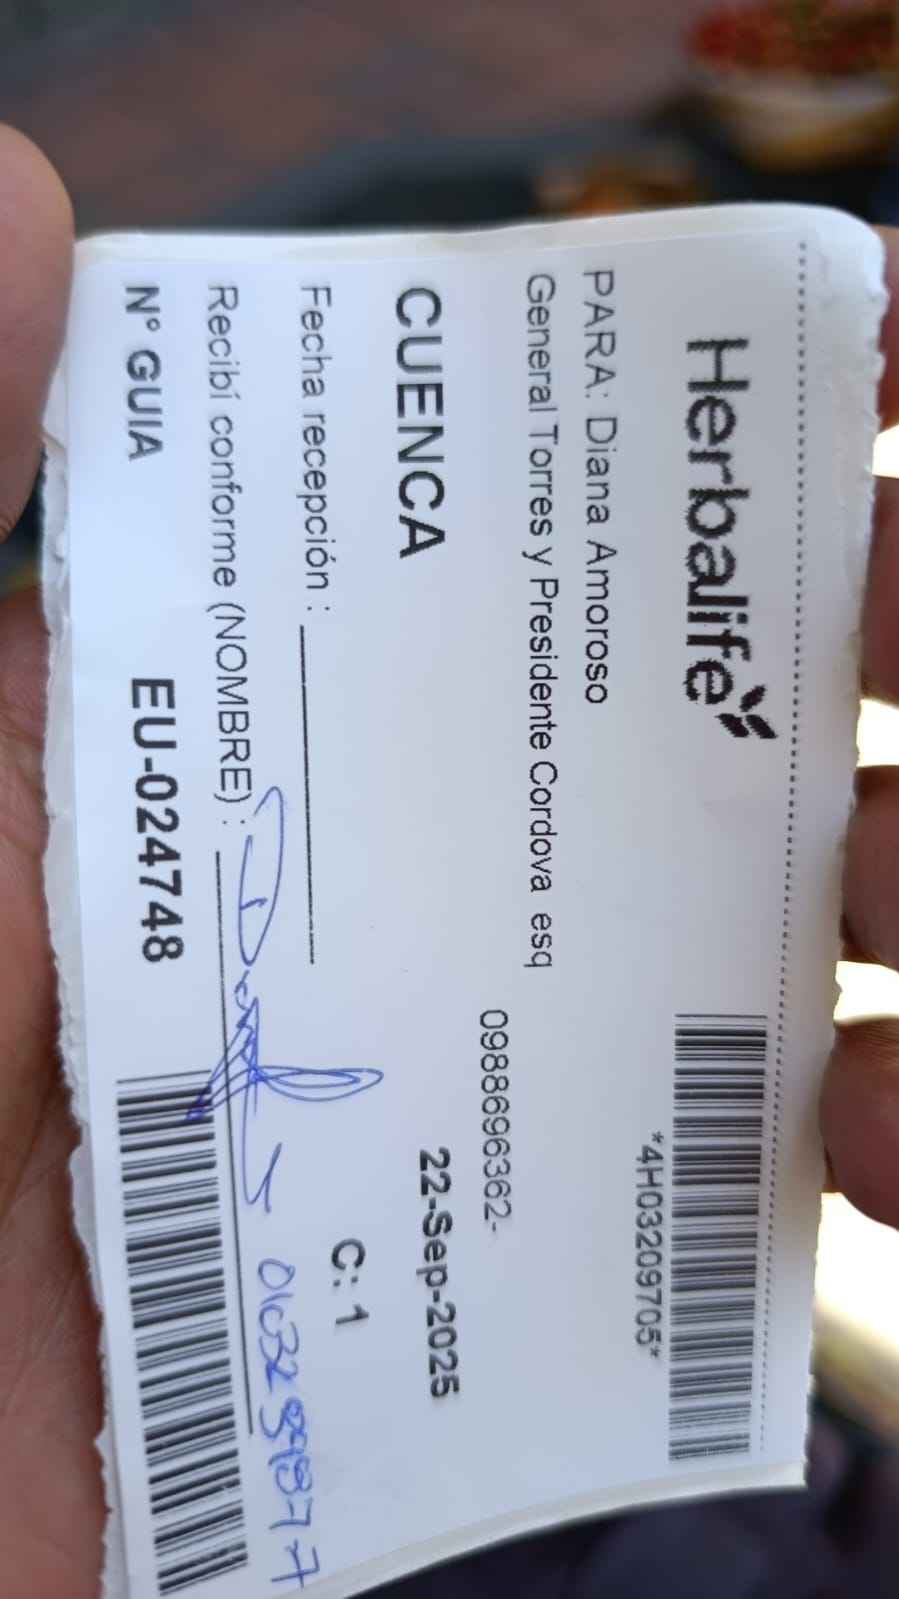 Herbalife
*4H03209705*
PARA: Diana Amoroso
General Torres y Presidente Cordova esq
0988696362-
CUENCA
22-Sep-2025
Fecha recepción :
C: 1
Recibí conforme (NOMBRE) :
N° GUIA
EU-024748